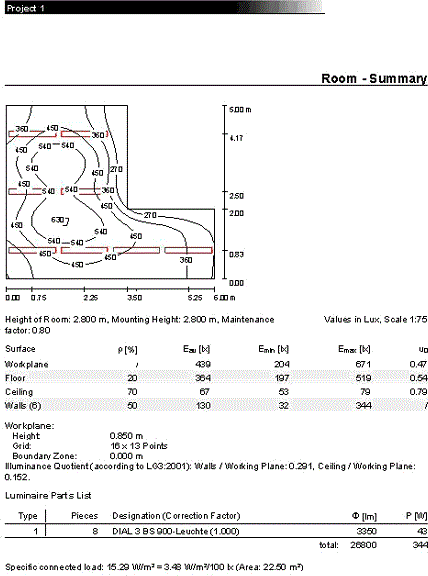 Project 1
Room - Summary
5.00 m
4.17
2.50
2.00
0.83
0.00
360
450
450
360
540
540
450
270
540
540
360
540
540
450
630
270
450
540
540
450
450
450
360
0.00 0.75 2.25 3.50 5.25 6.00 m
Height of Room: 2.800 m, Mounting Height: 2.800 m, Maintenance factor: 0.80
Values in Lux, Scale 1:75
Surface ρ [%] Eav [lx] Emin [lx] Emax [lx] u0
Workplane / 439 204 671 0.47
Floor 20 364 197 519 0.54
Ceiling 70 67 53 79 0.79
Walls (6) 50 130 32 344 /
Workplane:
Height: 0.850 m
Grid: 16 x 13 Points
Boundary Zone: 0.000 m
Illuminance Quotient (according to LG3:2001): Walls / Working Plane: 0.291, Ceiling / Working Plane:
0.152.
Luminaire Parts List
Type Pieces Designation (Correction Factor) Φ [lm] P [W]
1 8 DIAL 3 BS 900-Leuchte (1.000) 3350 43
total: 26800 344
Specific connected load: 15.29 W/m² = 3.48 W/m²/100 lx (Area: 22.50 m²)